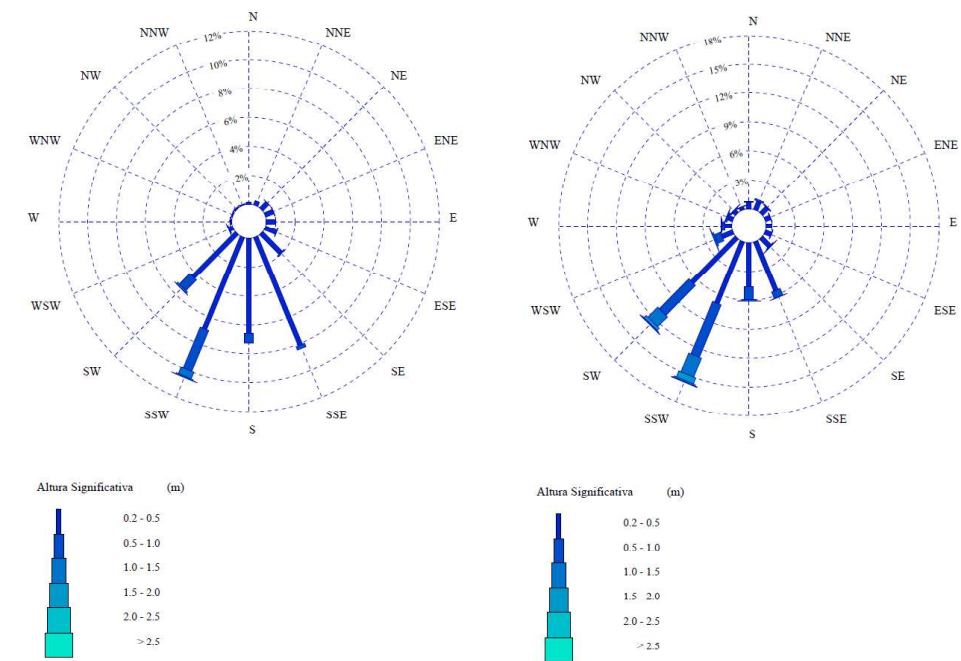 N
NNW
12%
NNE
10%
NW
NE
8%
6%
WNW
ENE
4%
2%
W
E
WSW
ESE
SW
SE
SSW
SSE
S
Altura Significativa (m)
0.2 - 0.5
0.5 - 1.0
1.0 - 1.5
1.5 - 2.0
2.0 - 2.5
> 2.5
N
NNW
18%
NNE
15%
NW
NE
12%
9%
WNW
ENE
6%
3%
W
E
WSW
ESE
SW
SE
SSW
SSE
S
Altura Significativa (m)
0.2 - 0.5
0.5 - 1.0
1.0 - 1.5
1.5 2.0
2.0 - 2.5
> 2.5